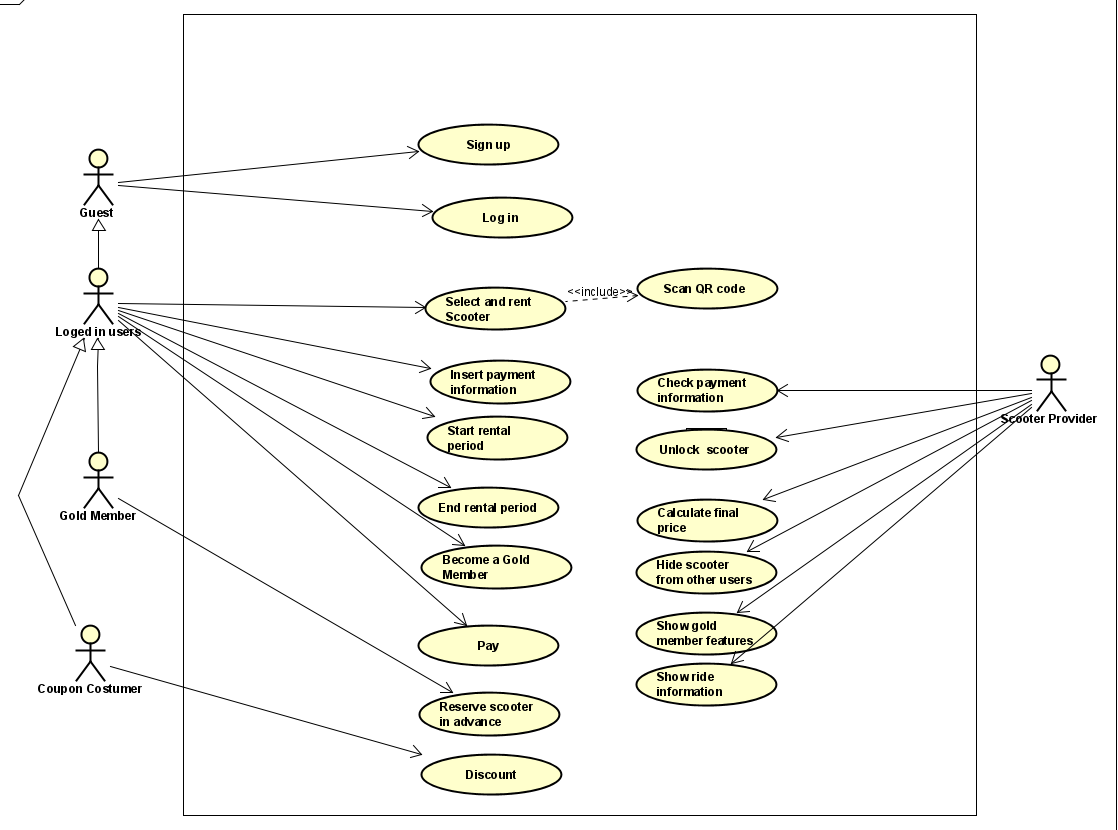 Sign up
Guest
Log in
Loged in users
Select and rent
Scooter
<<include>>
Scan QR code
Insert payment
information
Check payment
information
Scooter Provider
Start rental
period
Unlock scooter
Gold Member
End rental period
Calculate final
price
Become a Gold
Member
Hide scooter
from other users
Pay
Show gold
member features
Coupon Costumer
Show ride
information
Reserve scooter
in advance
Discount